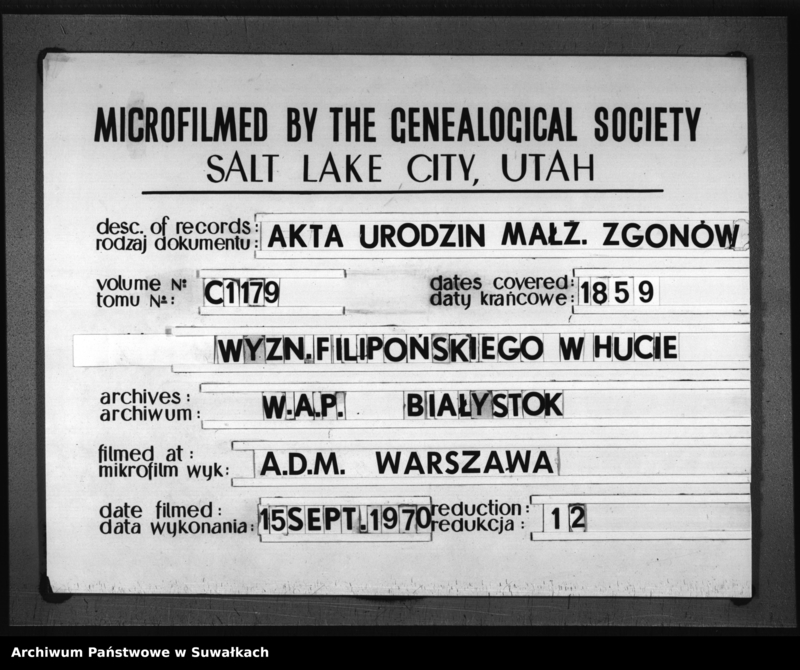 MICROFILMED BY THE GENEALOGICAL SOCIETY
SALT LAKE CITY, UTAH
desc. of records:
rodzaj dokumentu: AKTA URODZIN MAŁŻ. ZGONÓW
volume Nº
tomu Nº: C1179
dates covered:
daty krańcowe: 1859
WYZN. FILIPOŃSKIEGO W HUCIE
archives:
archiwum: W.A.P. BIAŁYSTOK
filmed at:
mikrofilm wyk: A.D.M. WARSZAWA
date filmed:
data wykonania: 15 SEPT. 1970
reduction:
redukcja: 12
Archiwum Państwowe w Suwałkach